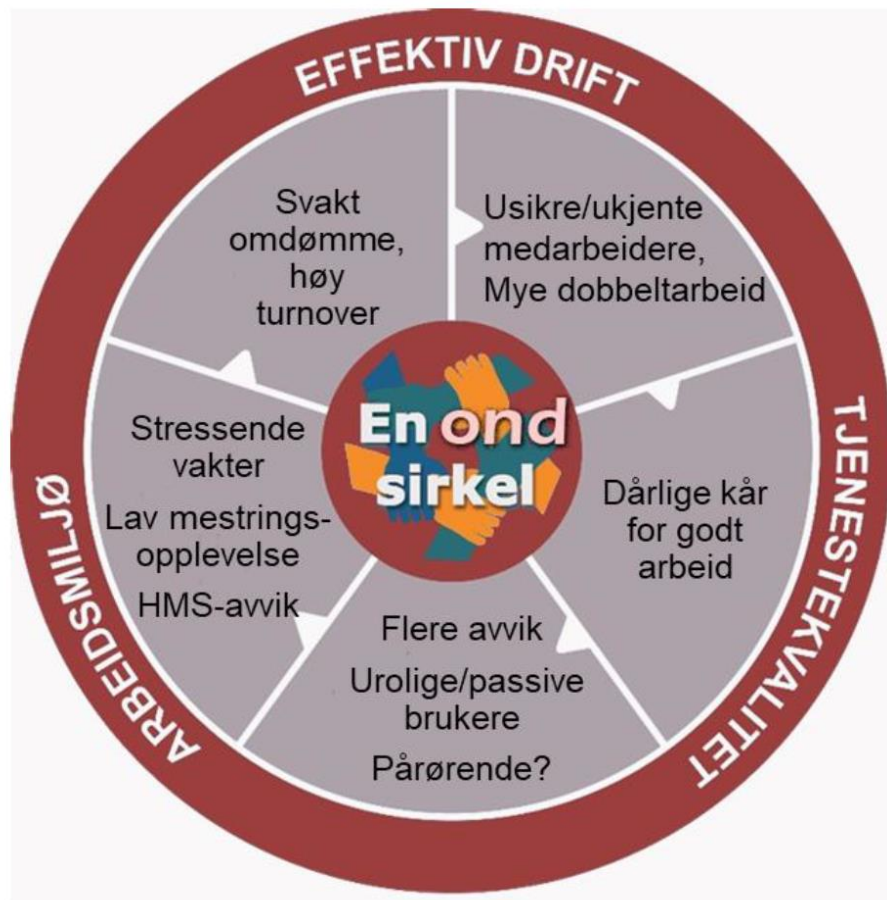 EFFEKTIV DRIFT
Usikre/ukjente
medarbeidere,
Mye dobbeltarbeid
TJENESTEKVALITET
Dårlige kår
for godt
arbeid
Flere avvik
Urolige/passive
brukere
Pårørende?
ARBEIDSMILJØ
Stressende
vakter
Lav mestrings-
opplevelse
HMS-avvik
Svakt
omdømme,
høy
turnover
En ond
sirkel